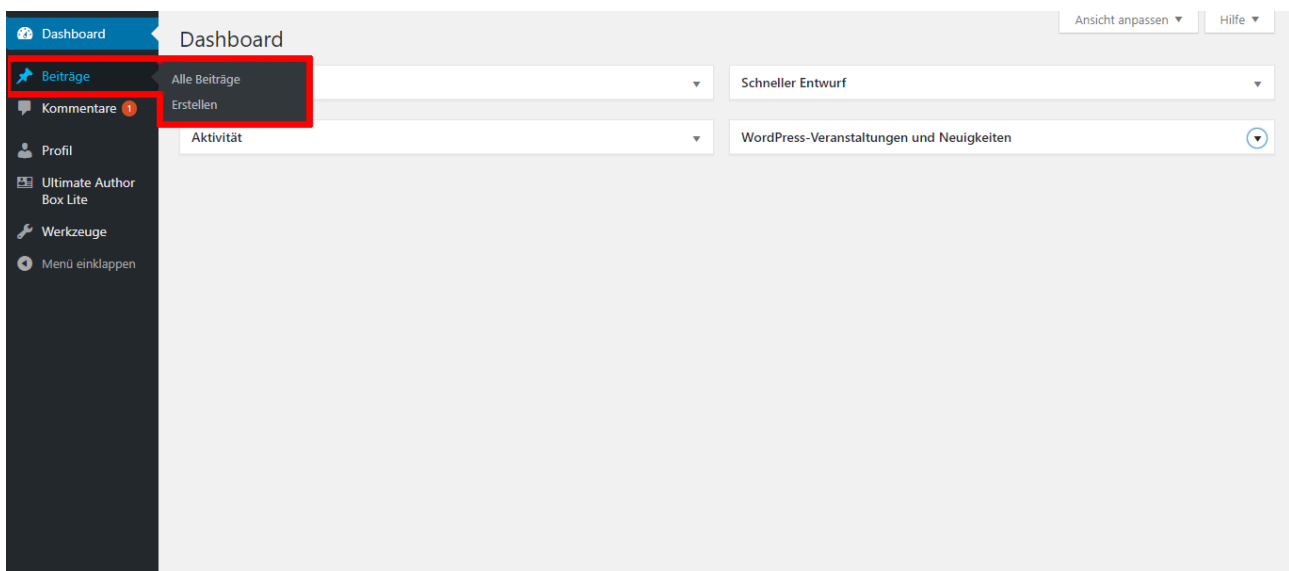 Dashboard
Beiträge
Kommentare 1
Profil
Ultimate Author
Box Lite
Werkzeuge
Menü einklappen
Alle Beiträge
Erstellen
Ansicht anpassen
Hilfe
Dashboard
Schneller Entwurf
Aktivität
WordPress-Veranstaltungen und Neuigkeiten